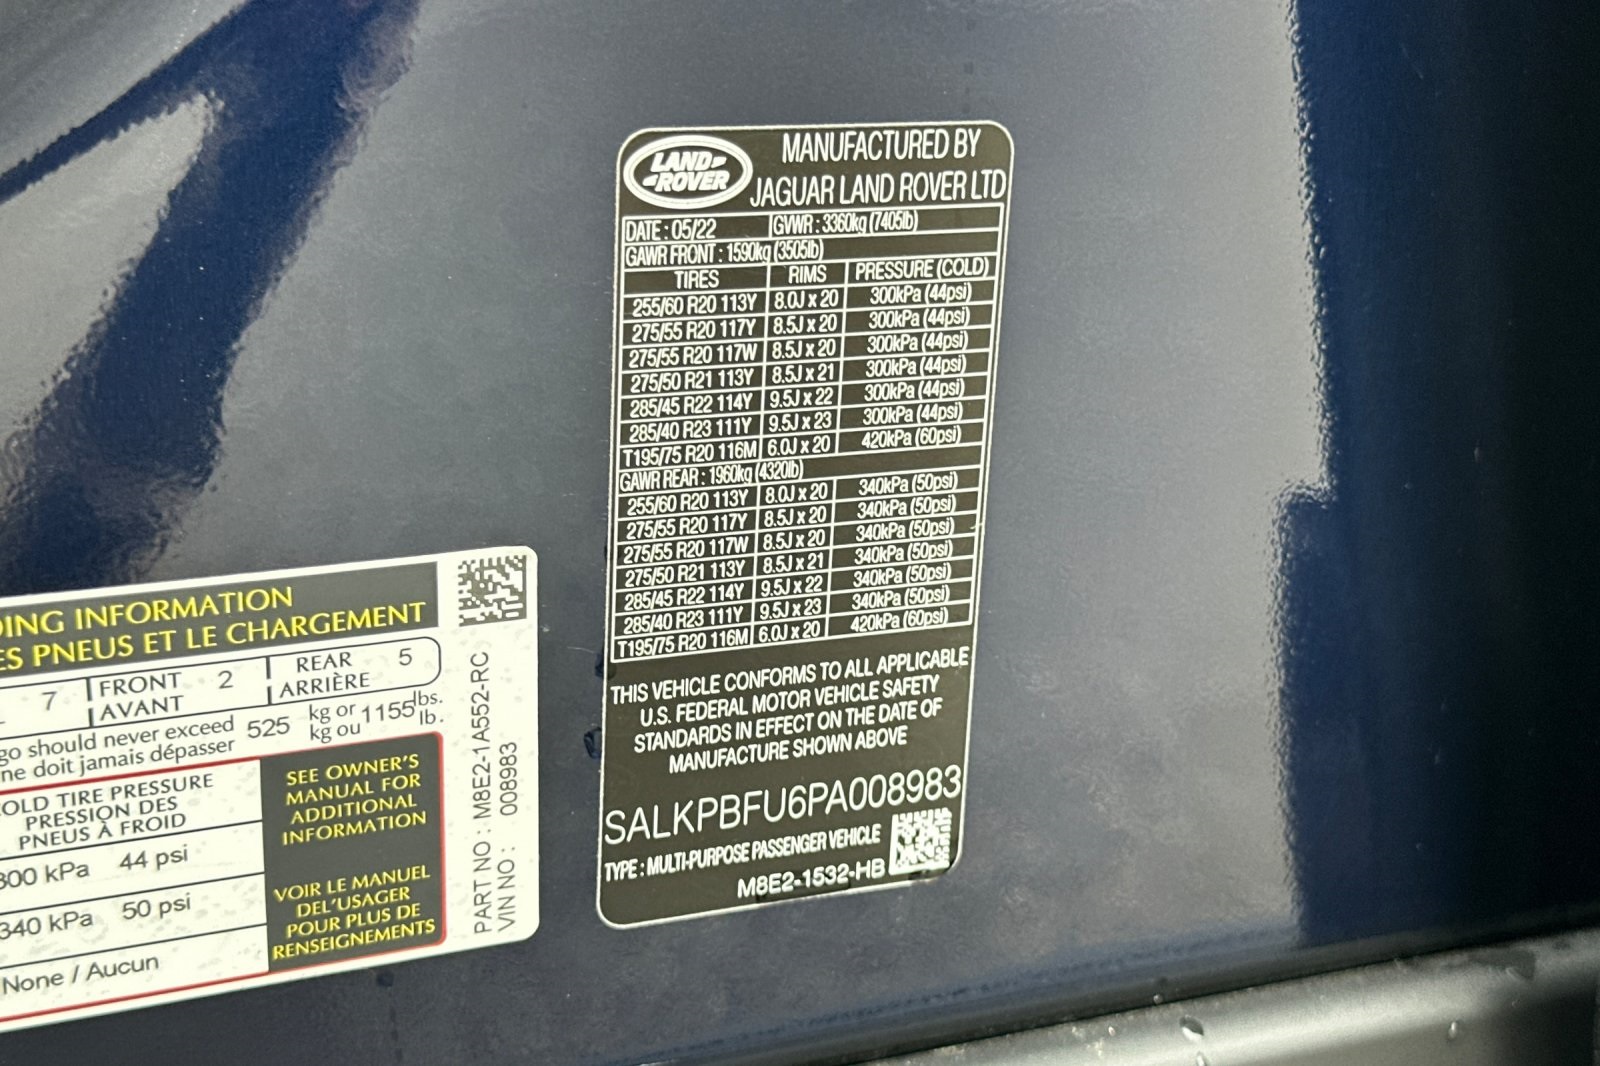 LAND-
-ROVER
MANUFACTURED BY
JAGUAR LAND ROVER LTD
DATE : 05/22 GVWR : 3360kg (7405lb)
GAWR FRONT : 1590kg (3505lb)
TIRES RIMS PRESSURE (COLD)
255/60 R20 113Y 8.0J x 20 300kPa (44psi)
275/55 R20 117Y 8.5J x 20 300kPa (44psi)
275/55 R20 117W 8.5J x 20 300kPa (44psi)
275/50 R21 113Y 8.5J x 21 300kPa (44psi)
285/45 R22 114Y 9.5J x 22 300kPa (44psi)
285/40 R23 111Y 9.5J x 23 300kPa (44psi)
T195/75 R20 116M 6.0J x 20 420kPa (60psi)
GAWR REAR : 1960kg (4320lb)
255/60 R20 113Y 8.0J x 20 340kPa (50psi)
275/55 R20 117Y 8.5J x 20 340kPa (50psi)
275/55 R20 117W 8.5J x 20 340kPa (50psi)
275/50 R21 113Y 8.5J x 21 340kPa (50psi)
285/45 R22 114Y 9.5J x 22 340kPa (50psi)
285/40 R23 111Y 9.5J x 23 340kPa (50psi)
T195/75 R20 116M 6.0J x 20 420kPa (60psi)
THIS VEHICLE CONFORMS TO ALL APPLICABLE
U.S. FEDERAL MOTOR VEHICLE SAFETY
STANDARDS IN EFFECT ON THE DATE OF
MANUFACTURE SHOWN ABOVE
SALKPBFU6PA008983
TYPE : MULTI-PURPOSE PASSENGER VEHICLE
M8E2-1532-HB
DING INFORMATION
ES PNEUS ET LE CHARGEMENT
7 FRONT 2 REAR 5
AVANT ARRIÈRE
go should never exceed 525 kg or 1155 lbs.
ne doit jamais dépasser kg ou lb.
OLD TIRE PRESSURE
PRESSION DES
PNEUS À FROID
300 kPa 44 psi
340 kPa 50 psi
None / Aucun
SEE OWNER'S
MANUAL FOR
ADDITIONAL
INFORMATION
VOIR LE MANUEL
DEL'USAGER
POUR PLUS DE
RENSEIGNEMENTS
PART NO : M8E2-1A552-RC
VIN NO : 008983